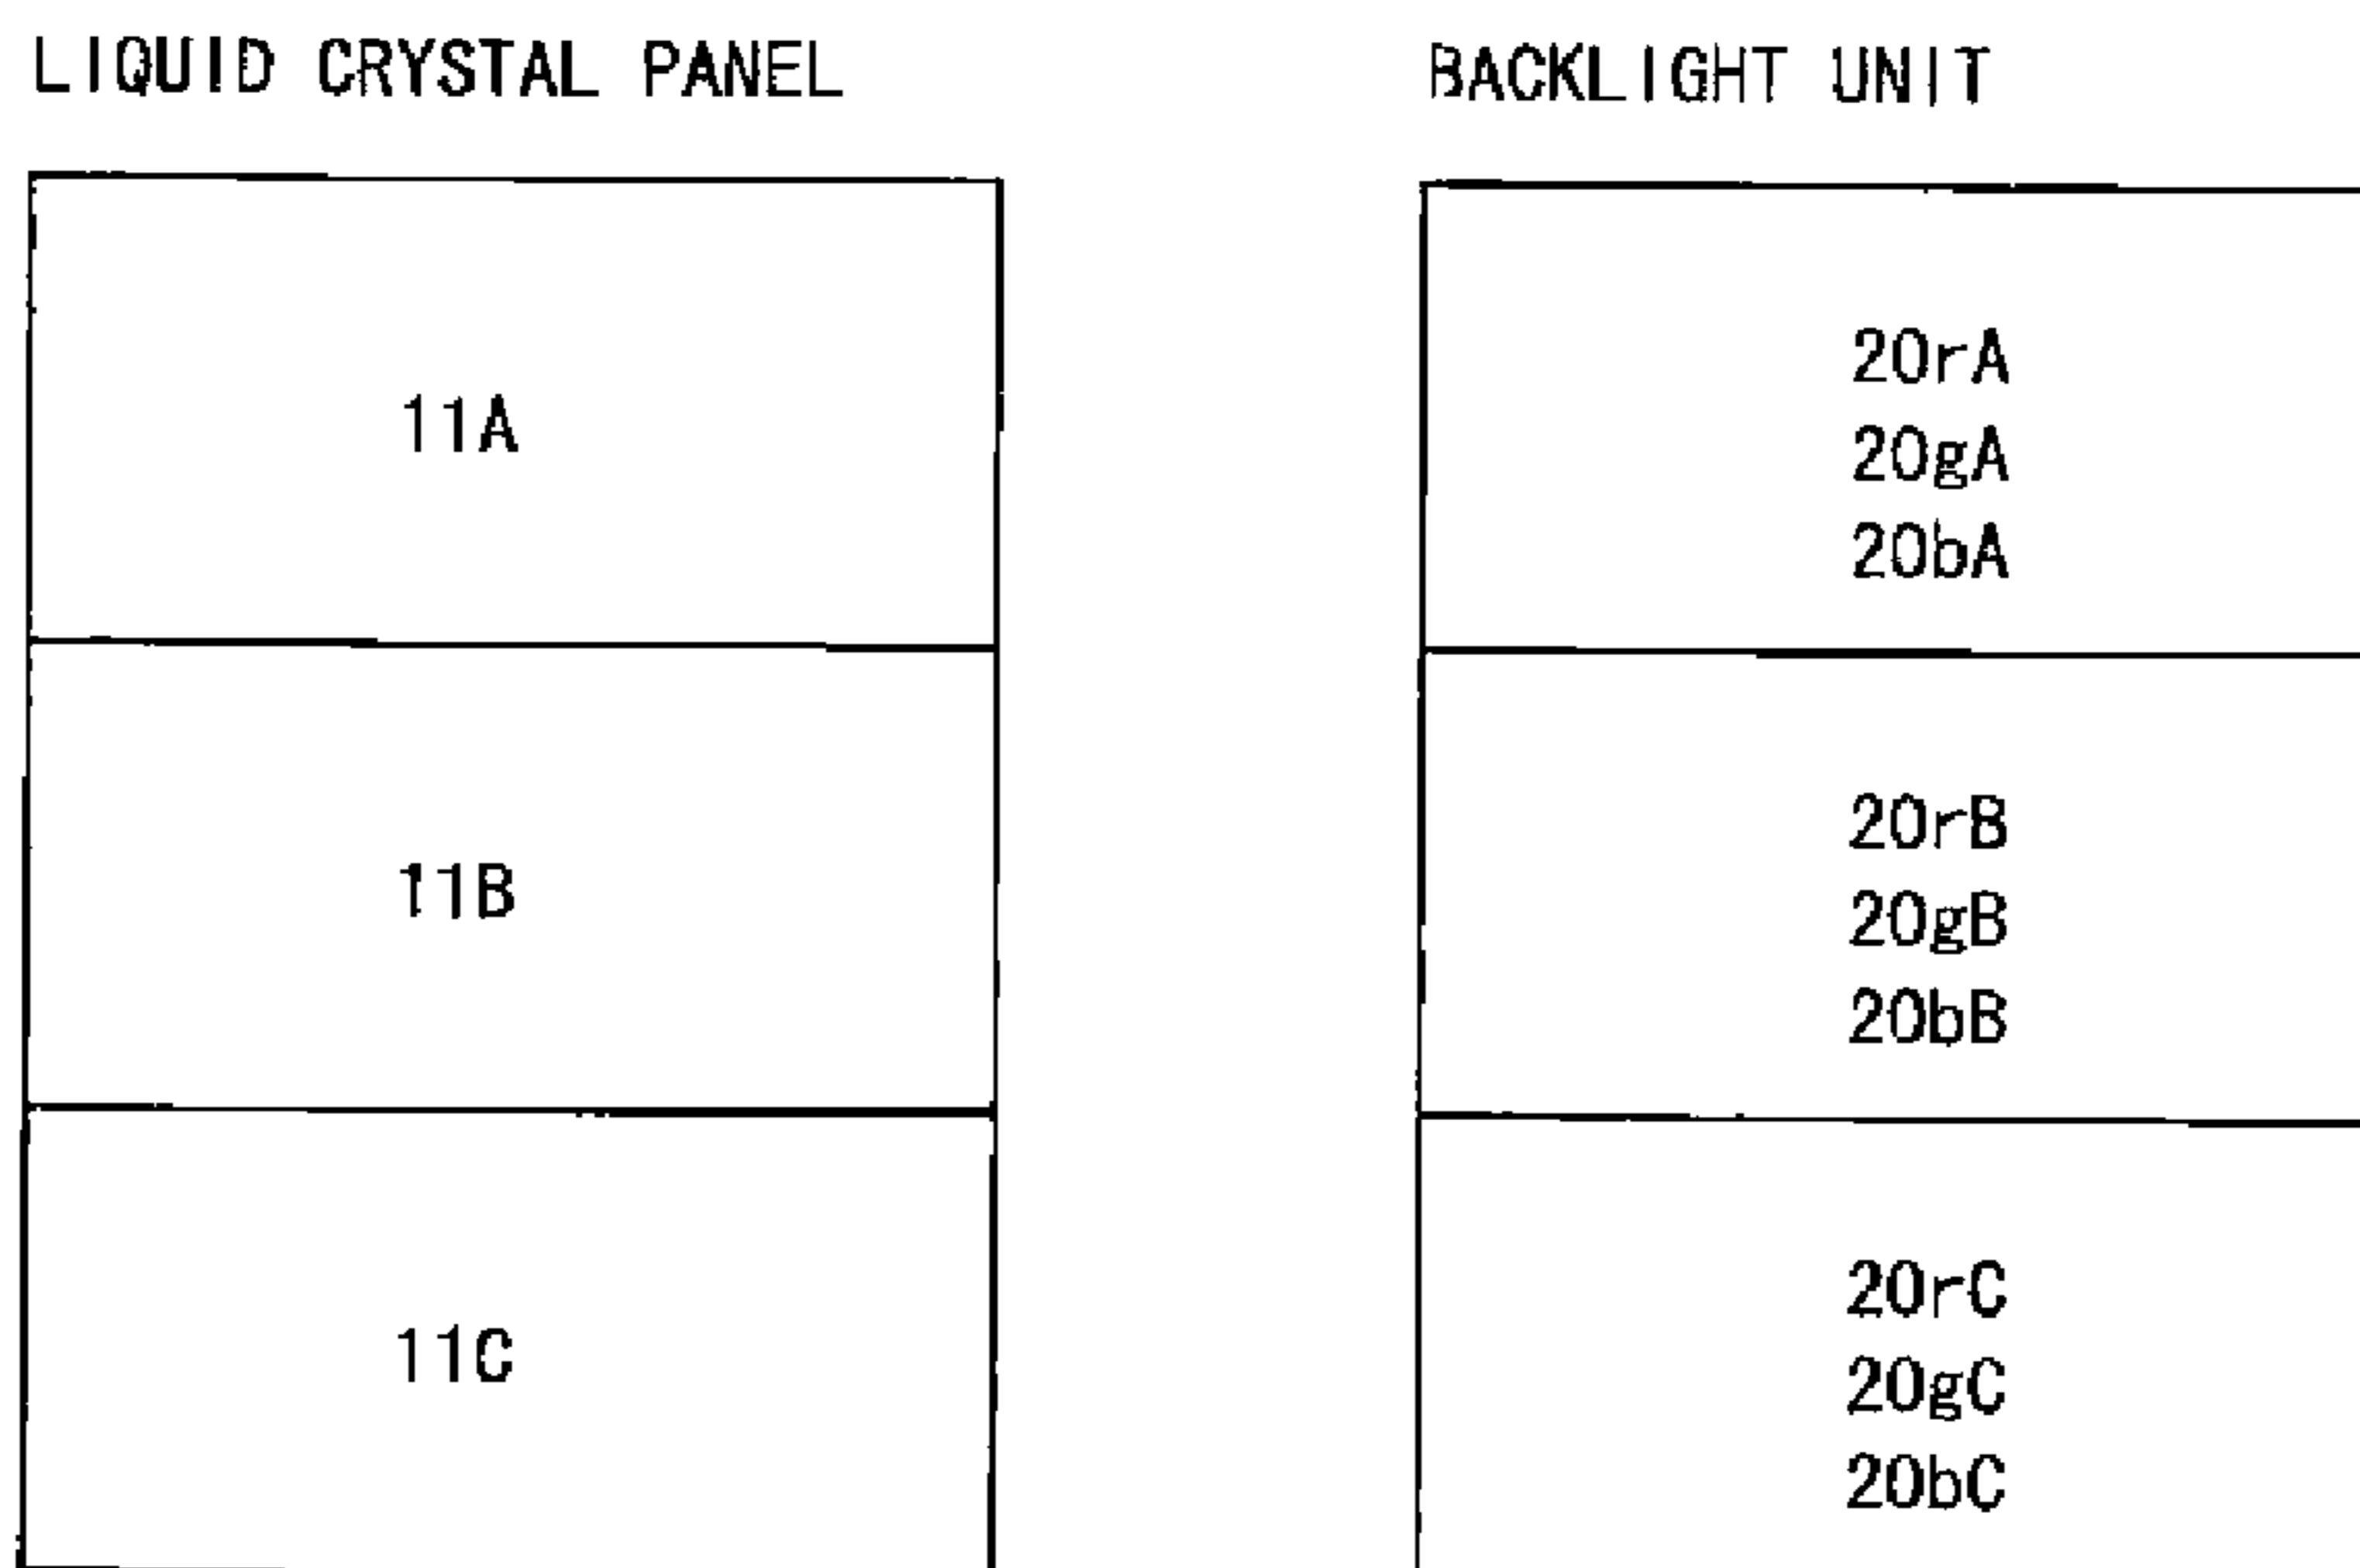 LIQUID CRYSTAL PANEL
11A
11B
11C
BACKLIGHT UNIT
20rA
20gA
20bA
20rB
20gB
20bB
20rC
20gC
20bC